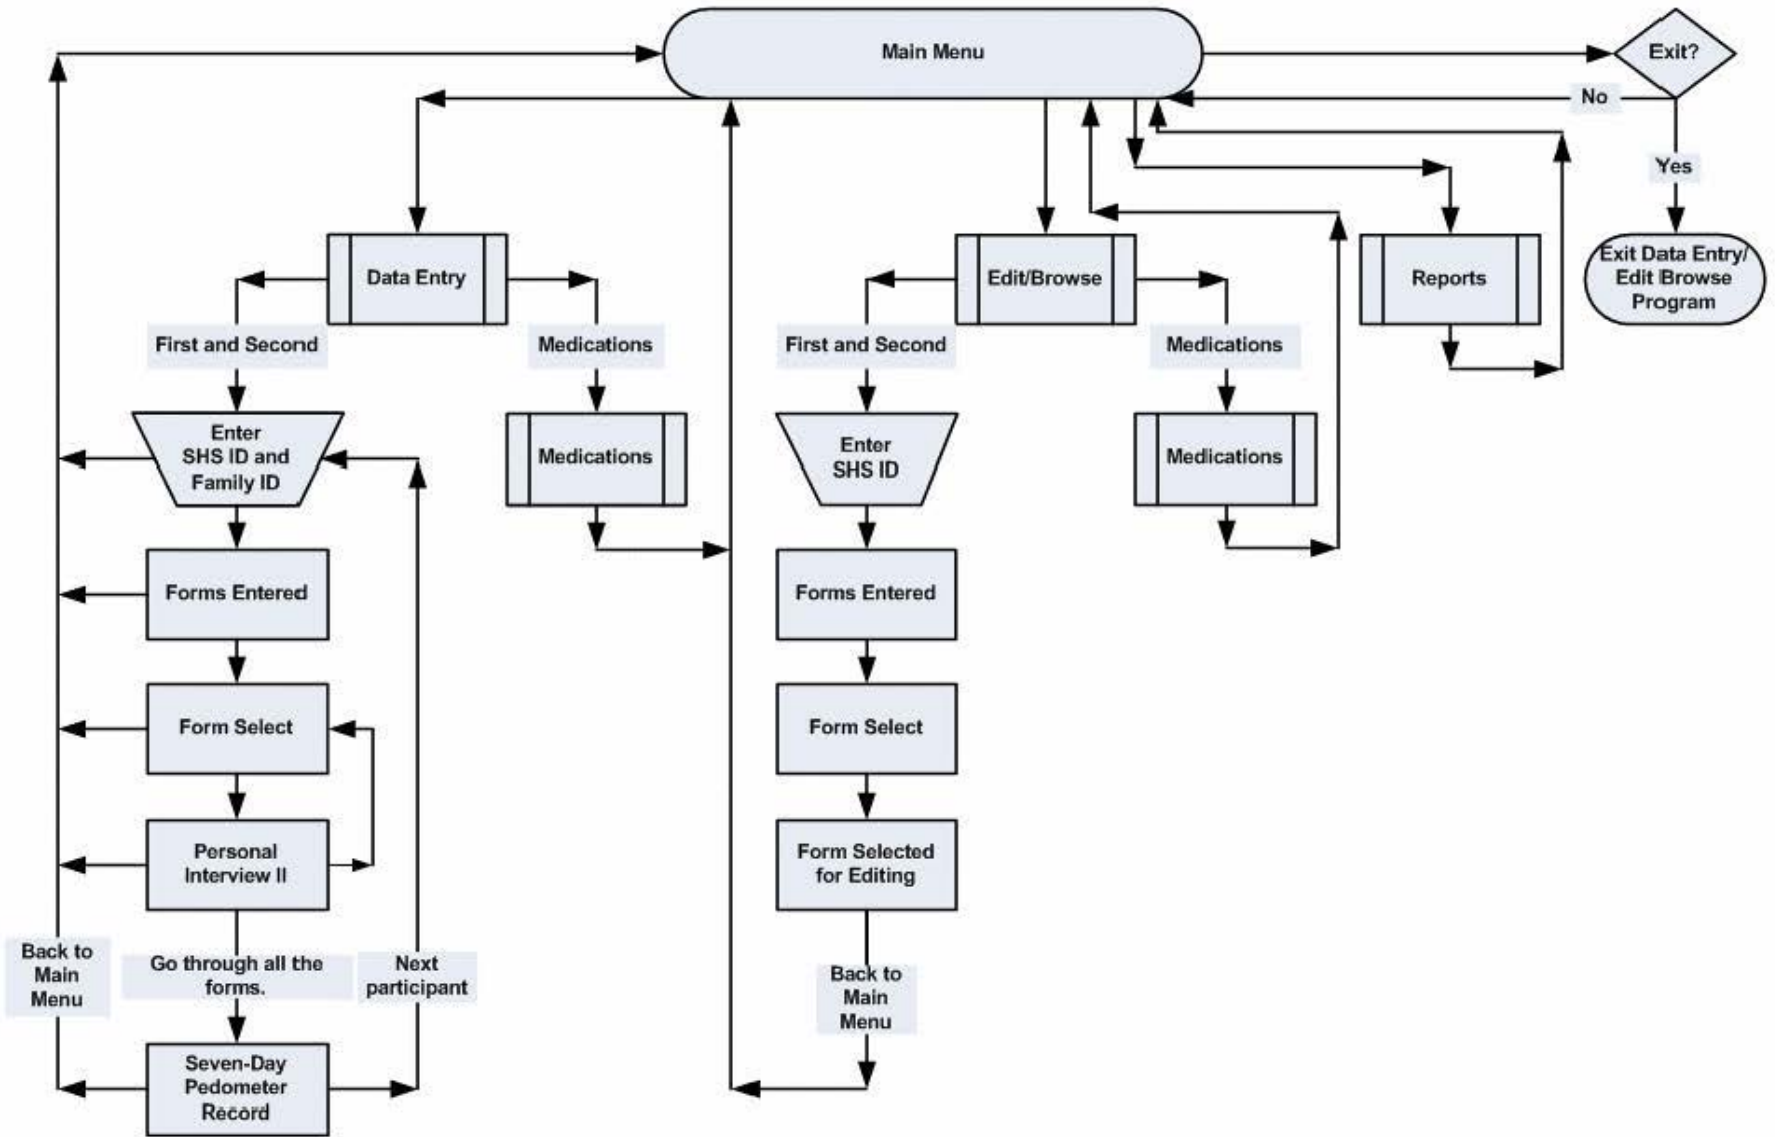 Main Menu
Exit?
No
Yes
Data Entry
Edit/Browse
Reports
Exit Data Entry/
Edit Browse
Program
First and Second
Medications
First and Second
Medications
Enter
SHS ID and
Family ID
Medications
Enter
SHS ID
Medications
Forms Entered
Forms Entered
Form Select
Form Select
Personal
Interview II
Form Selected
for Editing
Back to
Main
Menu
Go through all the
forms.
Next
participant
Back to
Main
Menu
Seven-Day
Pedometer
Record